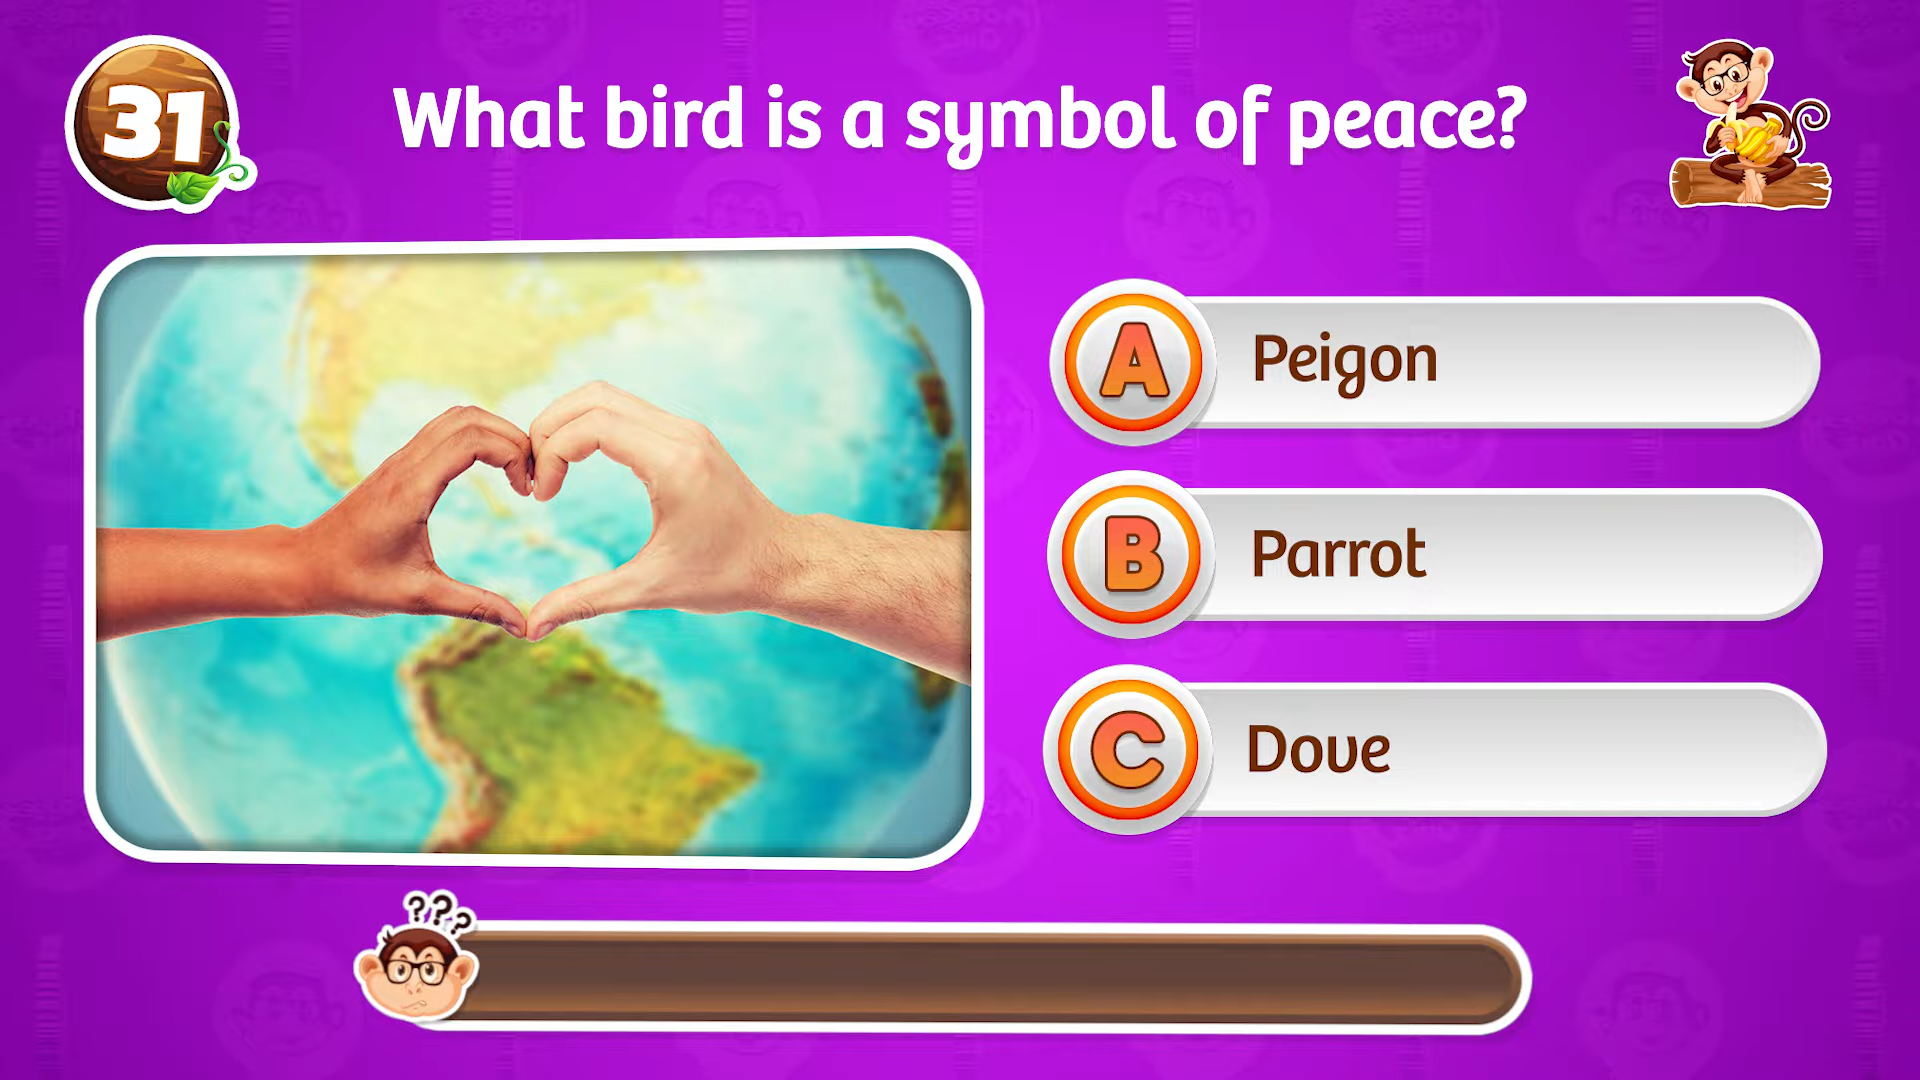 31
What bird is a symbol of peace?
A Peigon
B Parrot
C Dove
???